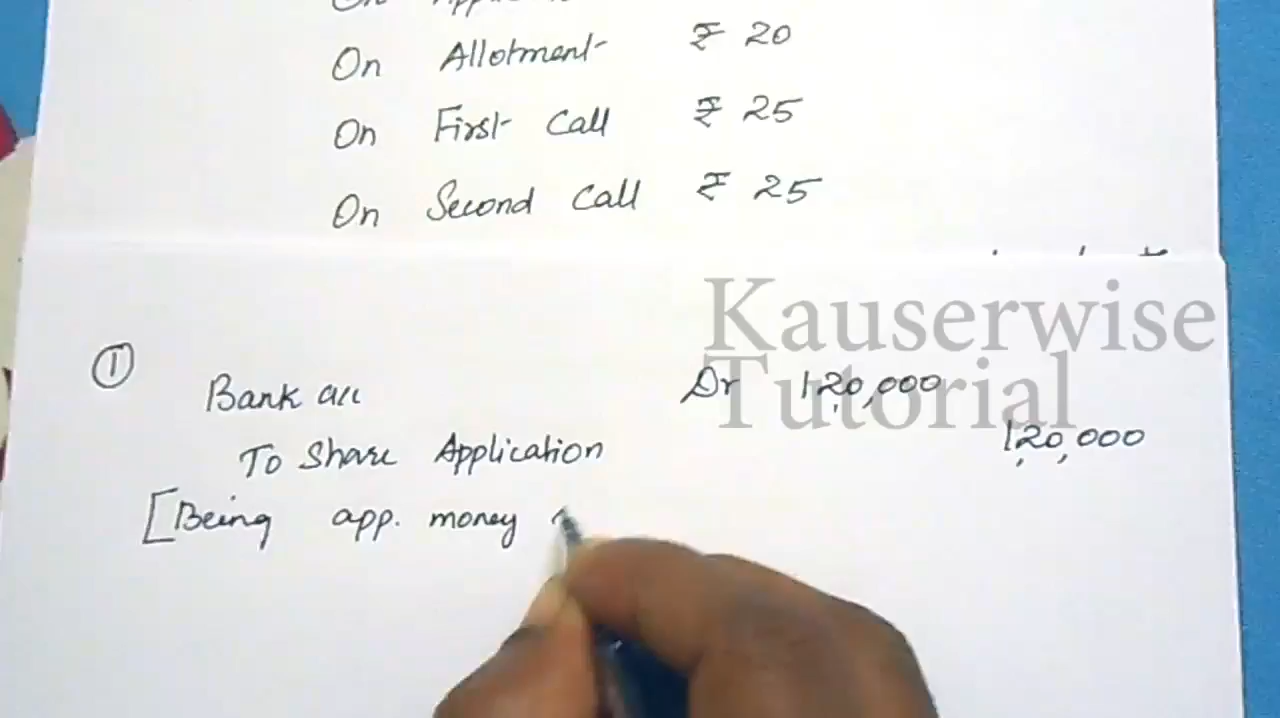 On
On Allotment ₹ 20
On First Call ₹ 25
On Second Call ₹ 25
Kauserwise
Tutorial
① Bank a/c Dr 1,20,000
To Share Application 1,20,000
[Being app. money